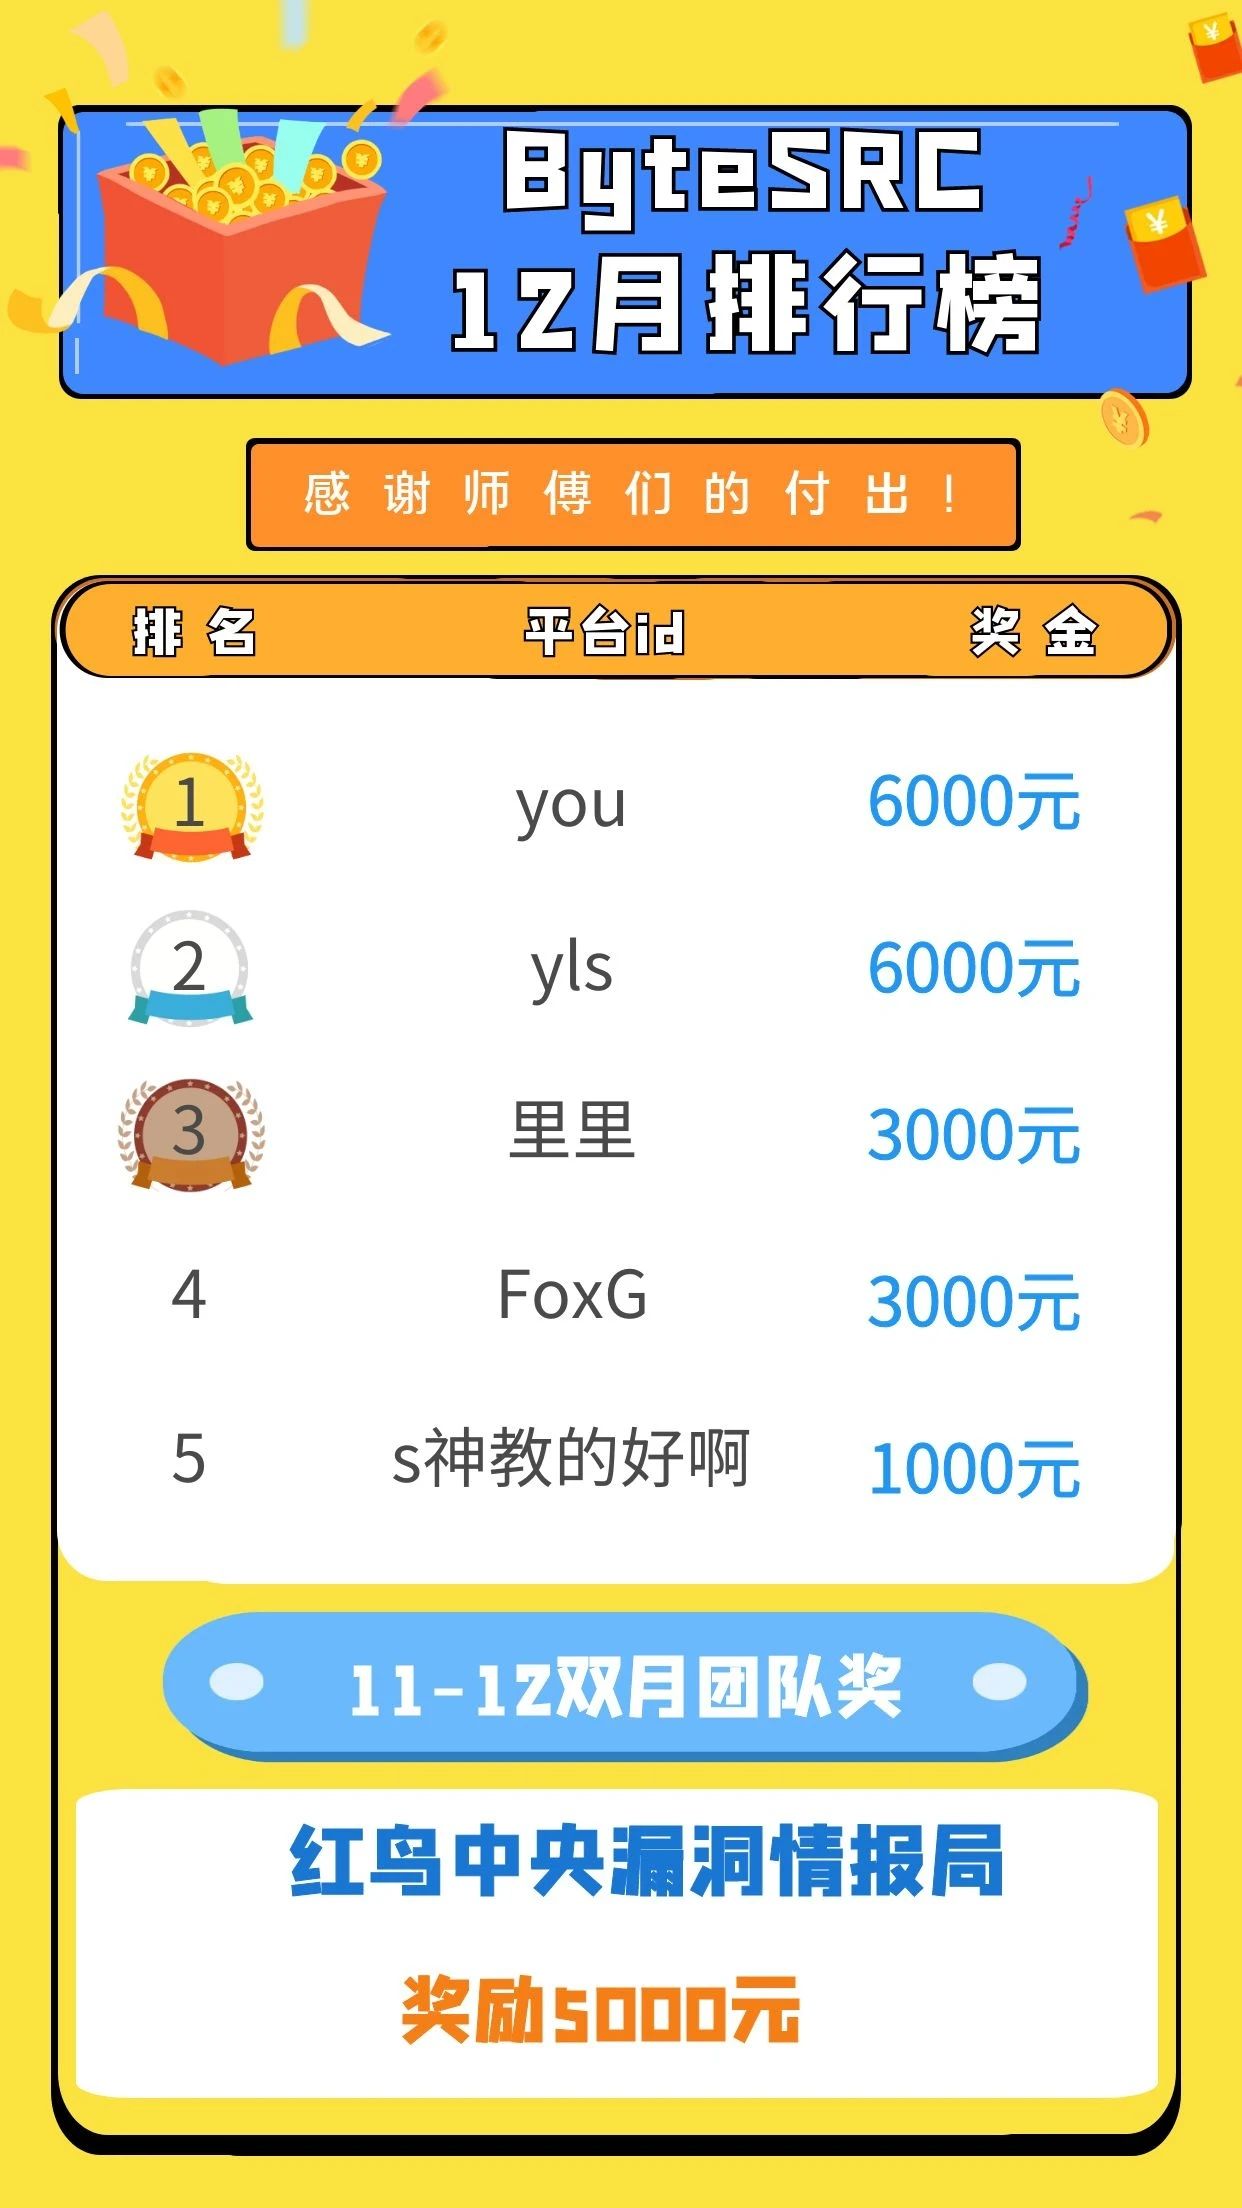 ByteSRC
12月排行榜
感谢师傅们的付出!
排名 平台id 奖金
1 you 6000元
2 yls 6000元
3 里里 3000元
4 FoxG 3000元
5 s神教的好啊 1000元
11-12双月团队奖
红鸟中央漏洞情报局
奖励5000元